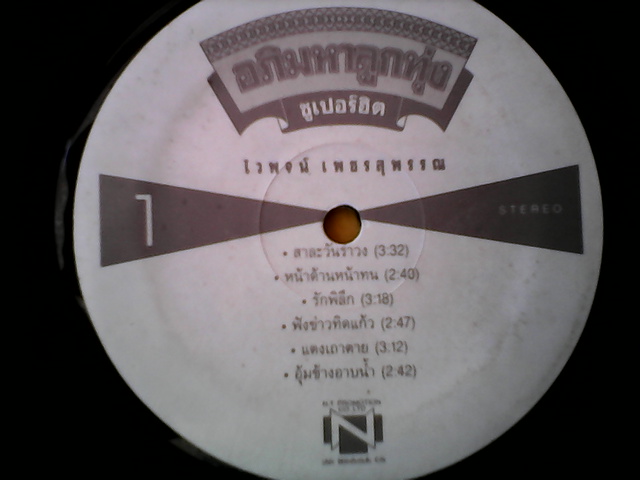 อภิมหาลูกทุ่ง
ซูเปอร์ฮิต
ไวพจน์ เพชรสุพรรณ
1
STEREO
• สาละวันรำวง (3:32)
• หน้าด้านหน้าทน (2:40)
• รักพิลึก (3:18)
• ฟังข่าวทิดแก้ว (2:47)
• แตงเถาตาย (3:12)
• อุ้มช้างอาบน้ำ (2:42)
N.Y. PROMOTION
CO.LTD
N